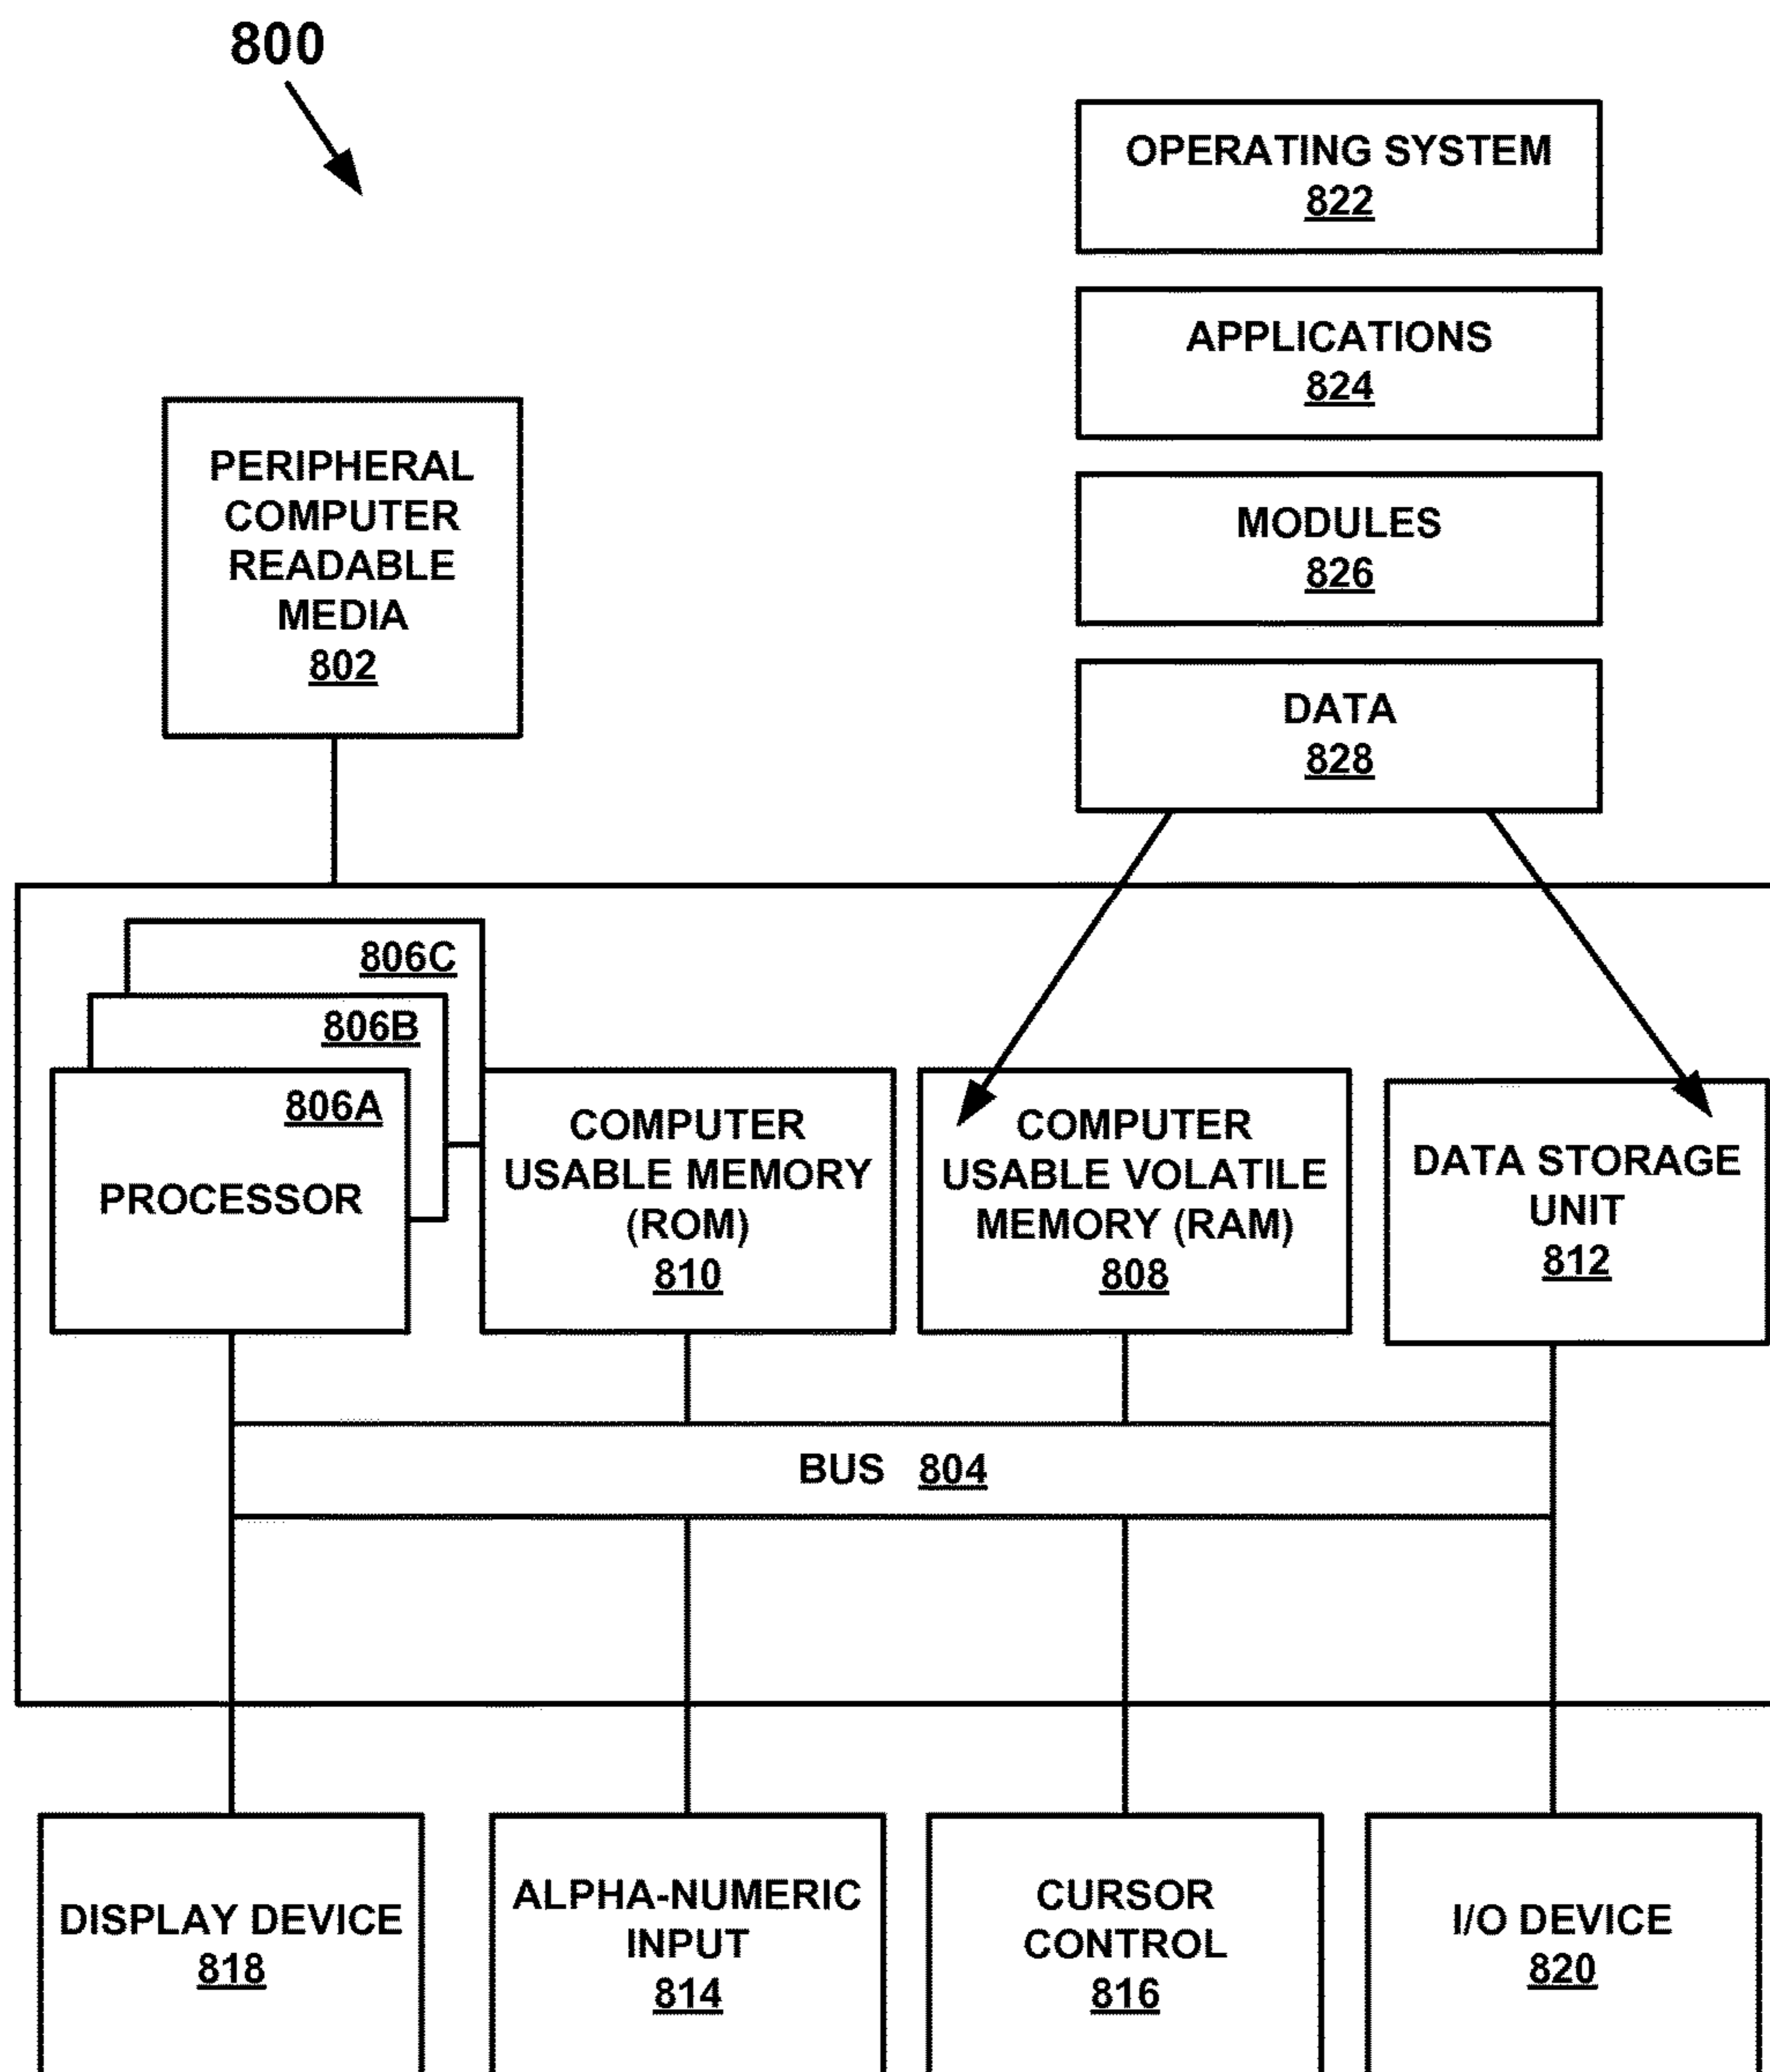 800
OPERATING SYSTEM
822
APPLICATIONS
824
MODULES
826
DATA
828
PERIPHERAL
COMPUTER
READABLE
MEDIA
802
806C
806B
806A
PROCESSOR
COMPUTER
USABLE MEMORY
(ROM)
810
COMPUTER
USABLE VOLATILE
MEMORY (RAM)
808
DATA STORAGE
UNIT
812
BUS 804
DISPLAY DEVICE
818
ALPHA-NUMERIC
INPUT
814
CURSOR
CONTROL
816
I/O DEVICE
820